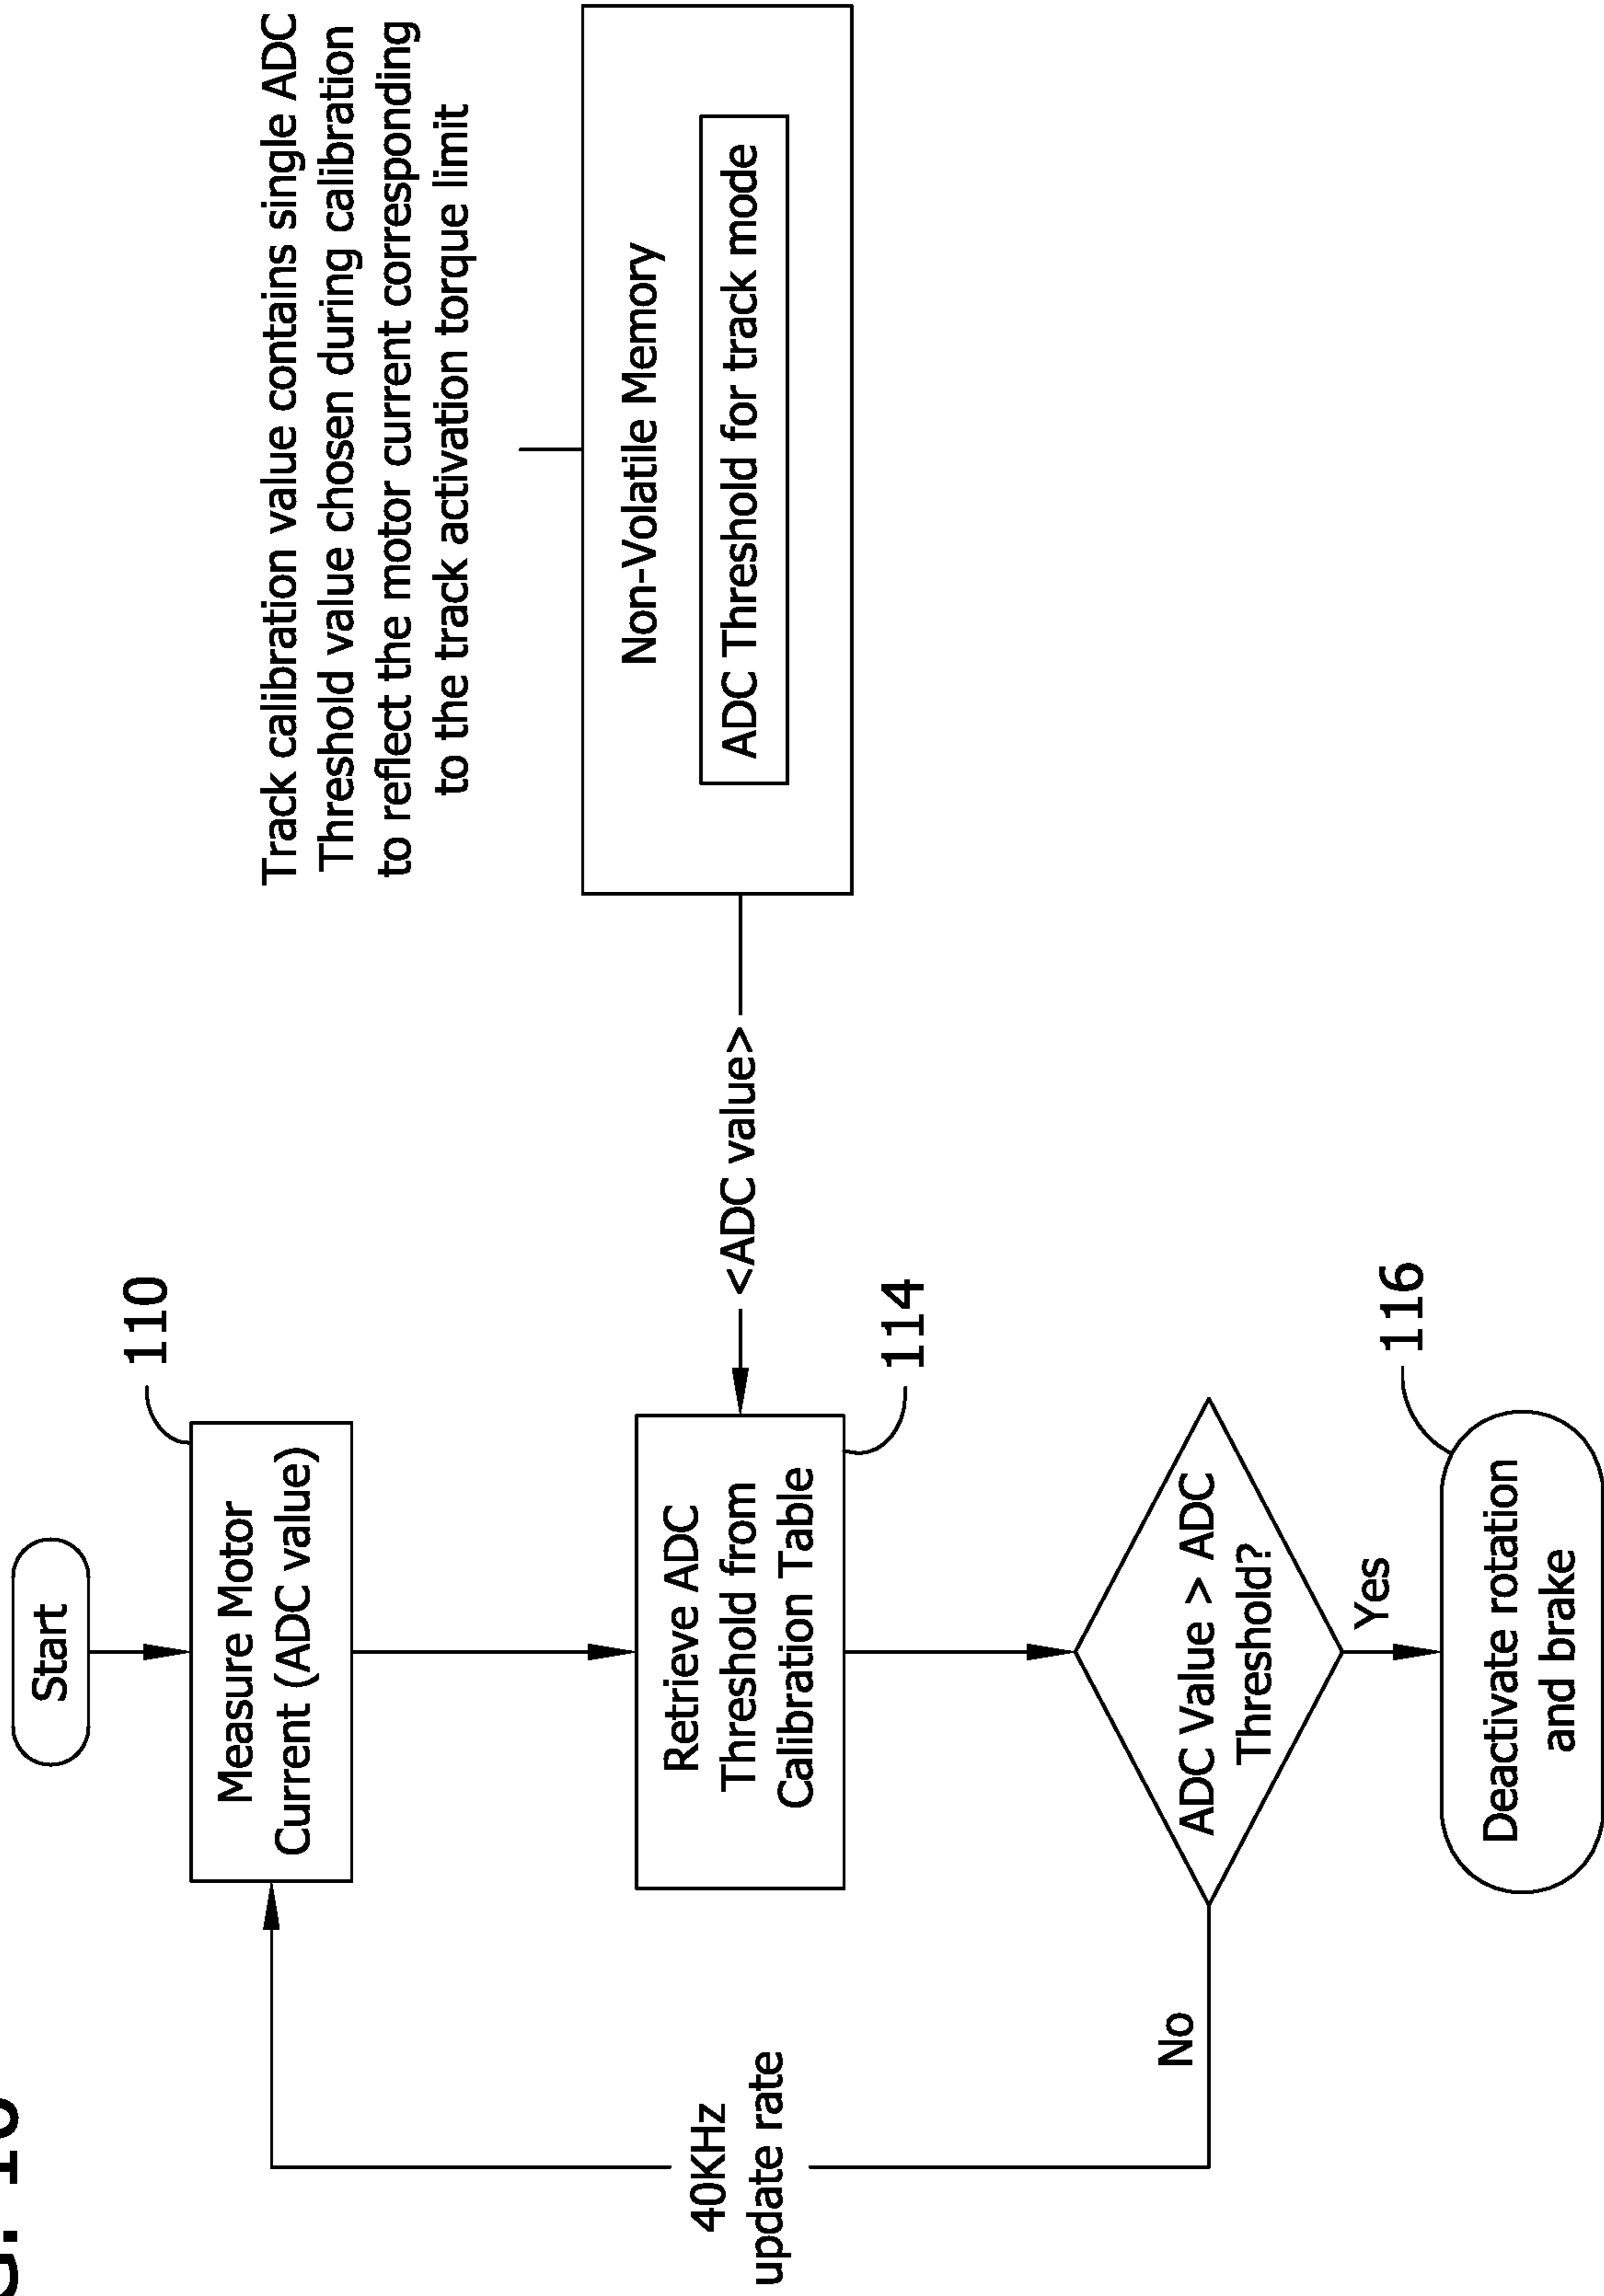 Start
110
Measure Motor
Current (ADC value)
Track calibration value contains single ADC
Threshold value chosen during calibration
to reflect the motor current corresponding
to the track activation torque limit
Non-Volatile Memory
ADC Threshold for track mode
<ADC value>
Retrieve ADC
Threshold from
Calibration Table
114
40KHz
update rate
No
ADC Value > ADC
Threshold?
Yes
116
Deactivate rotation
and brake